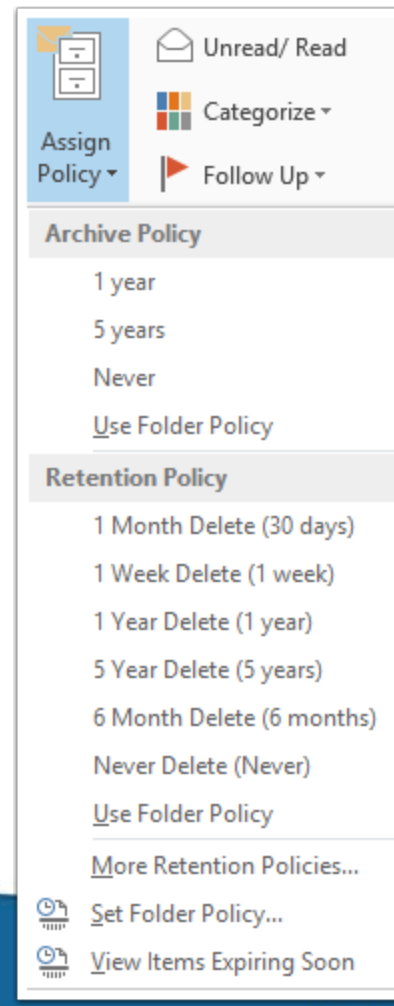 Unread/ Read
Categorize
Assign
Policy
Follow Up
Archive Policy
1 year
5 years
Never
Use Folder Policy
Retention Policy
1 Month Delete (30 days)
1 Week Delete (1 week)
1 Year Delete (1 year)
5 Year Delete (5 years)
6 Month Delete (6 months)
Never Delete (Never)
Use Folder Policy
More Retention Policies...
Set Folder Policy...
View Items Expiring Soon